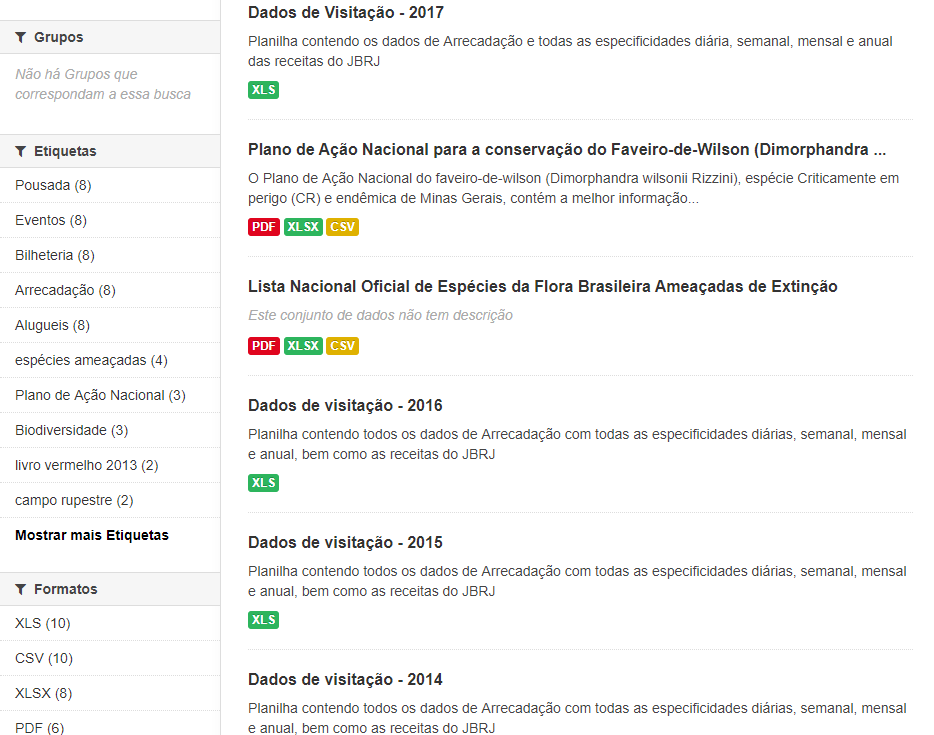 Grupos
Não há Grupos que
correspondam a essa busca
Etiquetas
Pousada (8)
Eventos (8)
Bilheteria (8)
Arrecadação (8)
Alugueis (8)
espécies ameaçadas (4)
Plano de Ação Nacional (3)
Biodiversidade (3)
livro vermelho 2013 (2)
campo rupestre (2)
Mostrar mais Etiquetas
Formatos
XLS (10)
CSV (10)
XLSX (8)
PDF (6)
Dados de Visitação - 2017
Planilha contendo os dados de Arrecadação e todas as especificidades diária, semanal, mensal e anual
das receitas do JBRJ
XLS
Plano de Ação Nacional para a conservação do Faveiro-de-Wilson (Dimorphandra ...
O Plano de Ação Nacional do faveiro-de-wilson (Dimorphandra wilsonii Rizzini), espécie Criticamente em
perigo (CR) e endêmica de Minas Gerais, contém a melhor informação...
PDF XLSX CSV
Lista Nacional Oficial de Espécies da Flora Brasileira Ameaçadas de Extinção
Este conjunto de dados não tem descrição
PDF XLSX CSV
Dados de visitação - 2016
Planilha contendo todos os dados de Arrecadação com todas as especificidades diárias, semanal, mensal
e anual, bem como as receitas do JBRJ
XLS
Dados de visitação - 2015
Planilha contendo todos os dados de Arrecadação com todas as especificidades diárias, semanal, mensal
e anual, bem como as receitas do JBRJ
XLS
Dados de visitação - 2014
Planilha contendo todos os dados de Arrecadação com todas as especificidades diárias, semanal, mensal
e anual, bem como as receitas do JBRJ